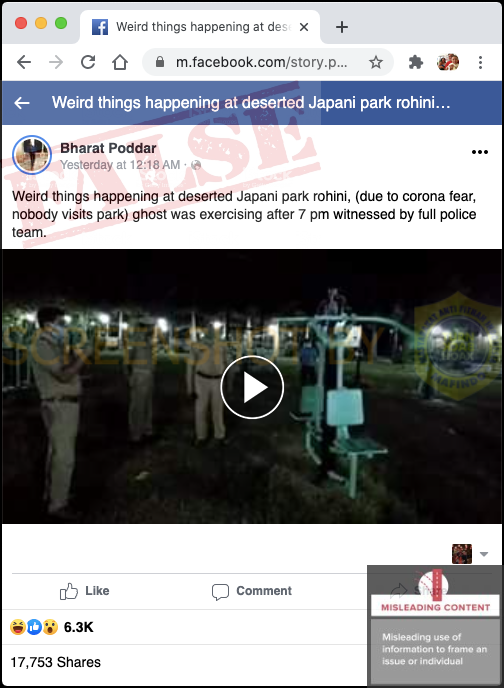 Weird things happening at des
m.facebook.com/story.p...
Weird things happening at deserted Japani park rohini...
FALSE
Bharat Poddar
Yesterday at 12:18 AM ·
Weird things happening at deserted Japani park rohini, (due to corona fear,
nobody visits park) ghost was exercising after 7 pm witnessed by full police
team.
SCREENSHOT BY
Like
Comment
6.3K
17,753 Shares
MISLEADING CONTENT
Misleading use of
information to frame an
issue or individual